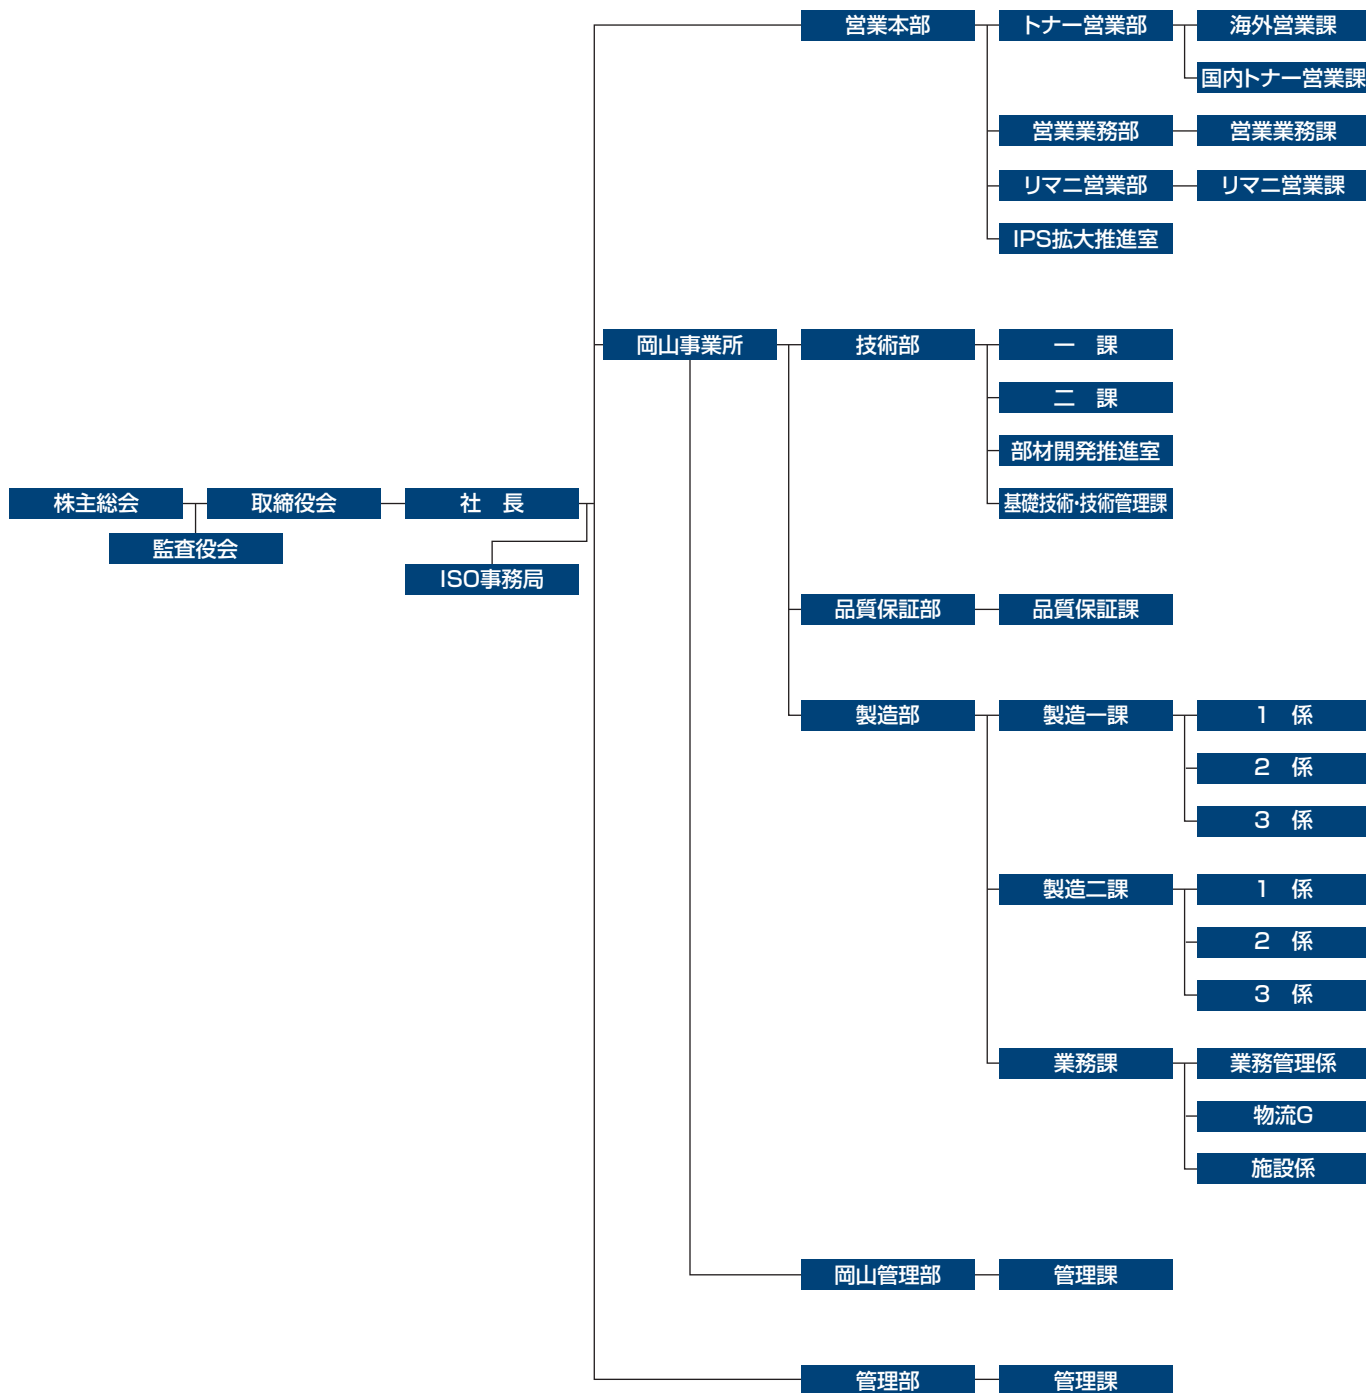 営業本部
トナー営業部
海外営業課
国内トナー営業課
営業業務部
営業業務課
リマニ営業部
リマニ営業課
IPS拡大推進室
岡山事業所
技術部
一　課
二　課
部材開発推進室
基礎技術・技術管理課
株主総会
取締役会
社　長
監査役会
ISO事務局
品質保証部
品質保証課
製造部
製造一課
1　係
2　係
3　係
製造二課
1　係
2　係
3　係
業務課
業務管理係
物流G
施設係
岡山管理部
管理課
管理部
管理課